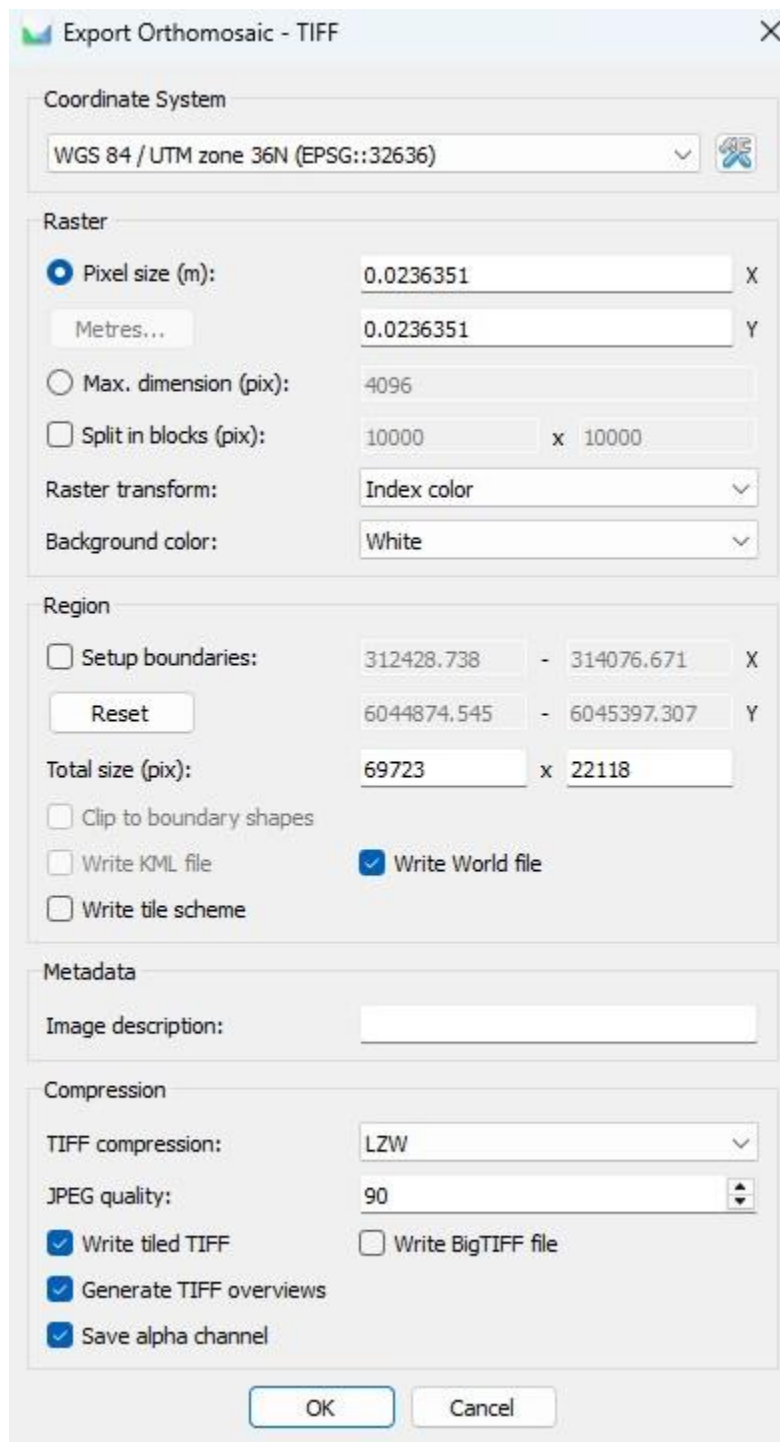 Export Orthomosaic - TIFF
Coordinate System
WGS 84 / UTM zone 36N (EPSG::32636)
Raster
Pixel size (m): 0.0236351 X
Metres... 0.0236351 Y
Max. dimension (pix): 4096
Split in blocks (pix): 10000 x 10000
Raster transform: Index color
Background color: White
Region
Setup boundaries: 312428.738 - 314076.671 X
Reset 6044874.545 - 6045397.307 Y
Total size (pix): 69723 x 22118
Clip to boundary shapes
Write KML file Write World file
Write tile scheme
Metadata
Image description:
Compression
TIFF compression: LZW
JPEG quality: 90
Write tiled TIFF Write BigTIFF file
Generate TIFF overviews
Save alpha channel
OK Cancel